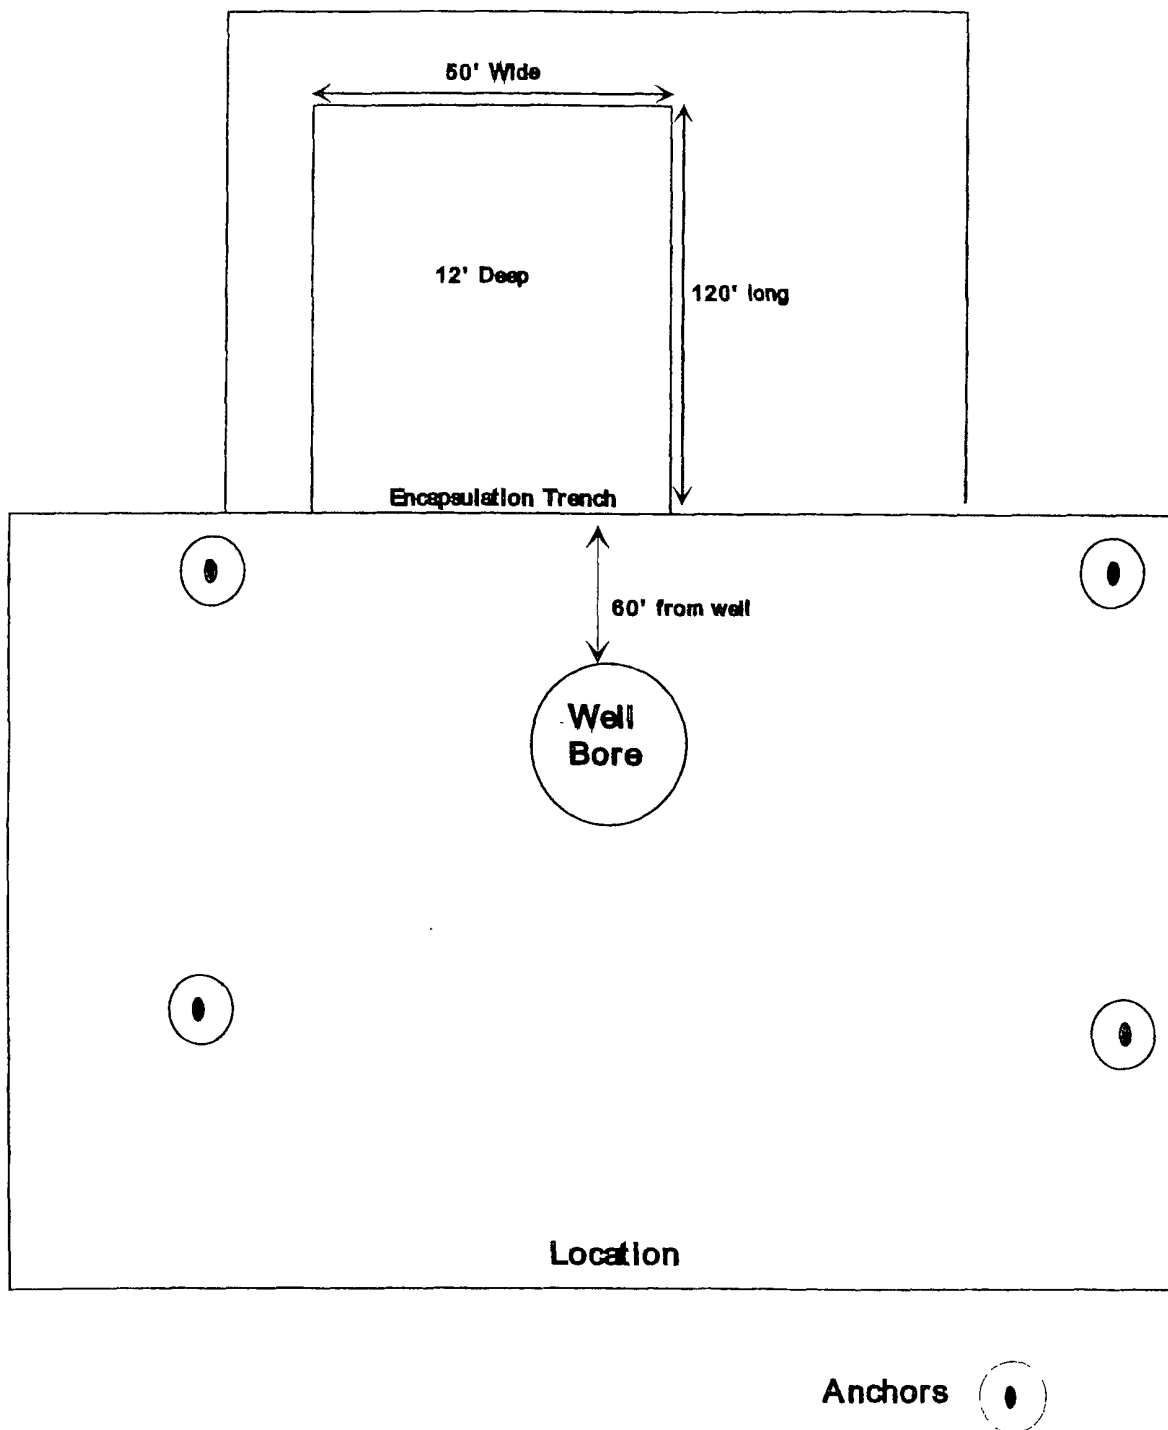 50' Wide
12' Deep
120' long
Encapsulation Trench
60' from well
Well
Bore
Location
Anchors